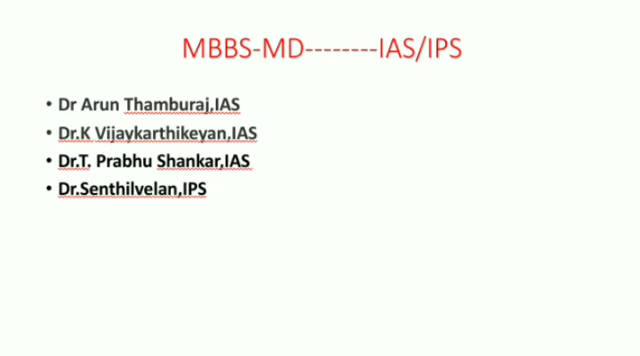 MBBS-MD--------IAS/IPS
• Dr Arun Thamburaj,IAS
• Dr.K Vijaykarthikeyan,IAS
• Dr.T. Prabhu Shankar,IAS
• Dr.Senthilvelan,IPS